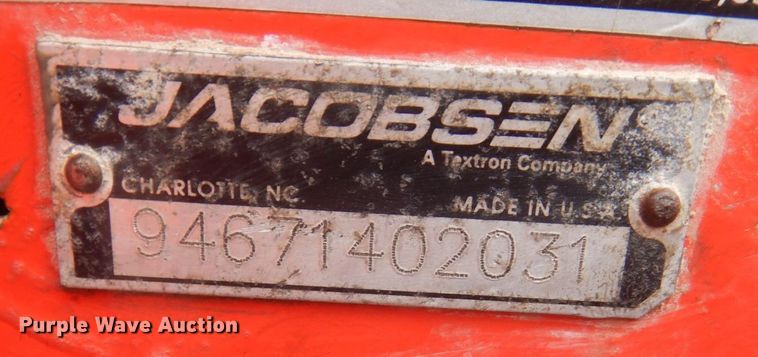 JACOBSEN
A Textron Company
CHARLOTTE, NC
MADE IN U.S.A
94671402031
Purple Wave Auction